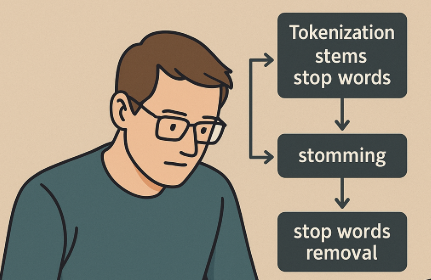 Tokenization
stems
stop words
stomming
stop words
removal